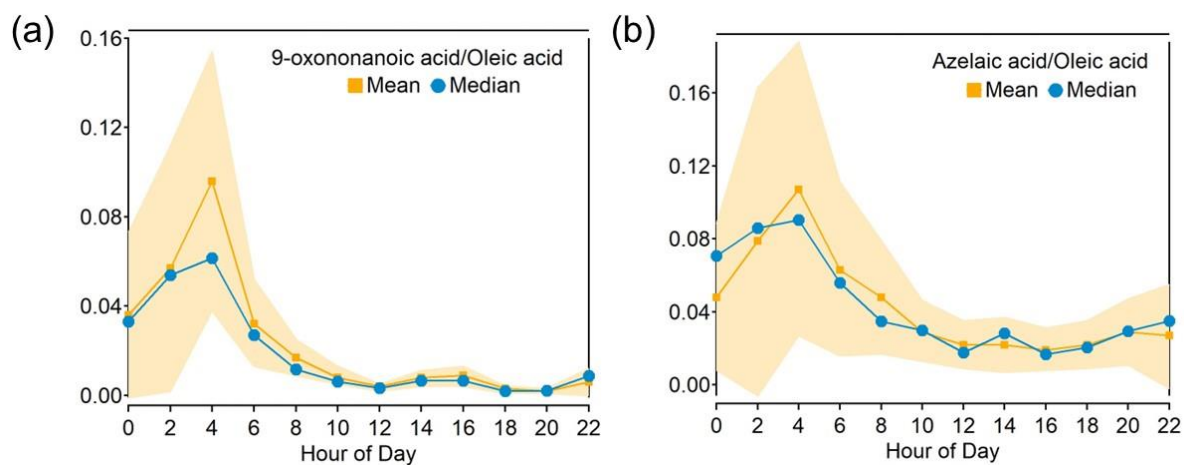 (a)
9-oxononanoic acid/Oleic acid
Mean Median
0.16
0.12
0.08
0.04
0.00
0 2 4 6 8 10 12 14 16 18 20 22
Hour of Day
(b)
Azelaic acid/Oleic acid
Mean Median
0.16
0.12
0.08
0.04
0.00
0 2 4 6 8 10 12 14 16 18 20 22
Hour of Day